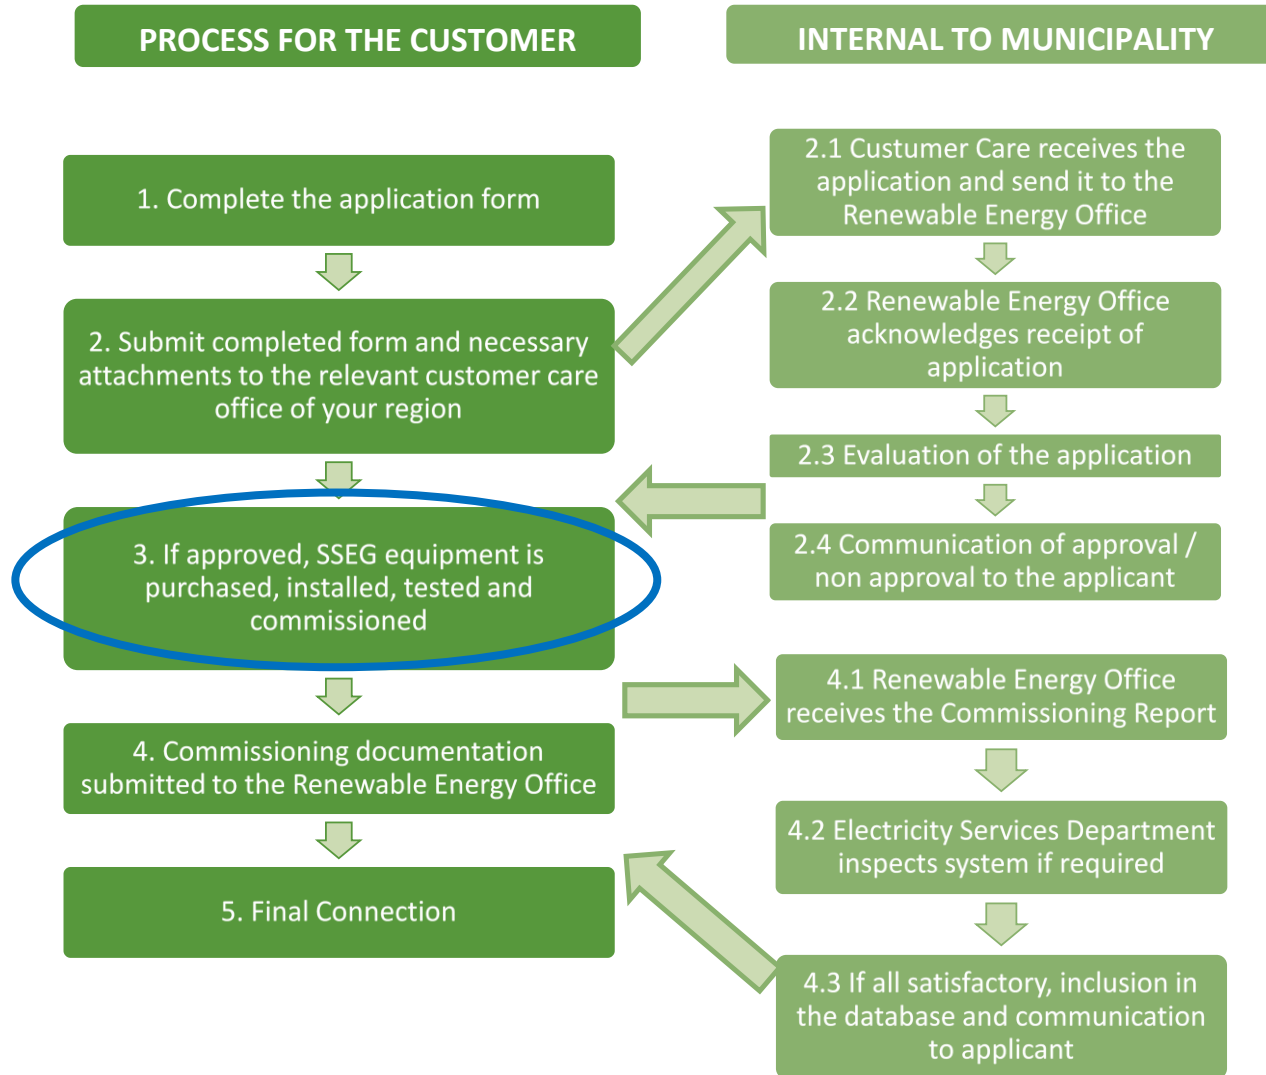 PROCESS FOR THE CUSTOMER
1. Complete the application form
2. Submit completed form and necessary
attachments to the relevant customer care
office of your region
3. If approved, SSEG equipment is
purchased, installed, tested and
commissioned
4. Commissioning documentation
submitted to the Renewable Energy Office
5. Final Connection
INTERNAL TO MUNICIPALITY
2.1 Custumer Care receives the
application and send it to the
Renewable Energy Office
2.2 Renewable Energy Office
acknowledges receipt of
application
2.3 Evaluation of the application
2.4 Communication of approval /
non approval to the applicant
4.1 Renewable Energy Office
receives the Commissioning Report
4.2 Electricity Services Department
inspects system if required
4.3 If all satisfactory, inclusion in
the database and communication
to applicant